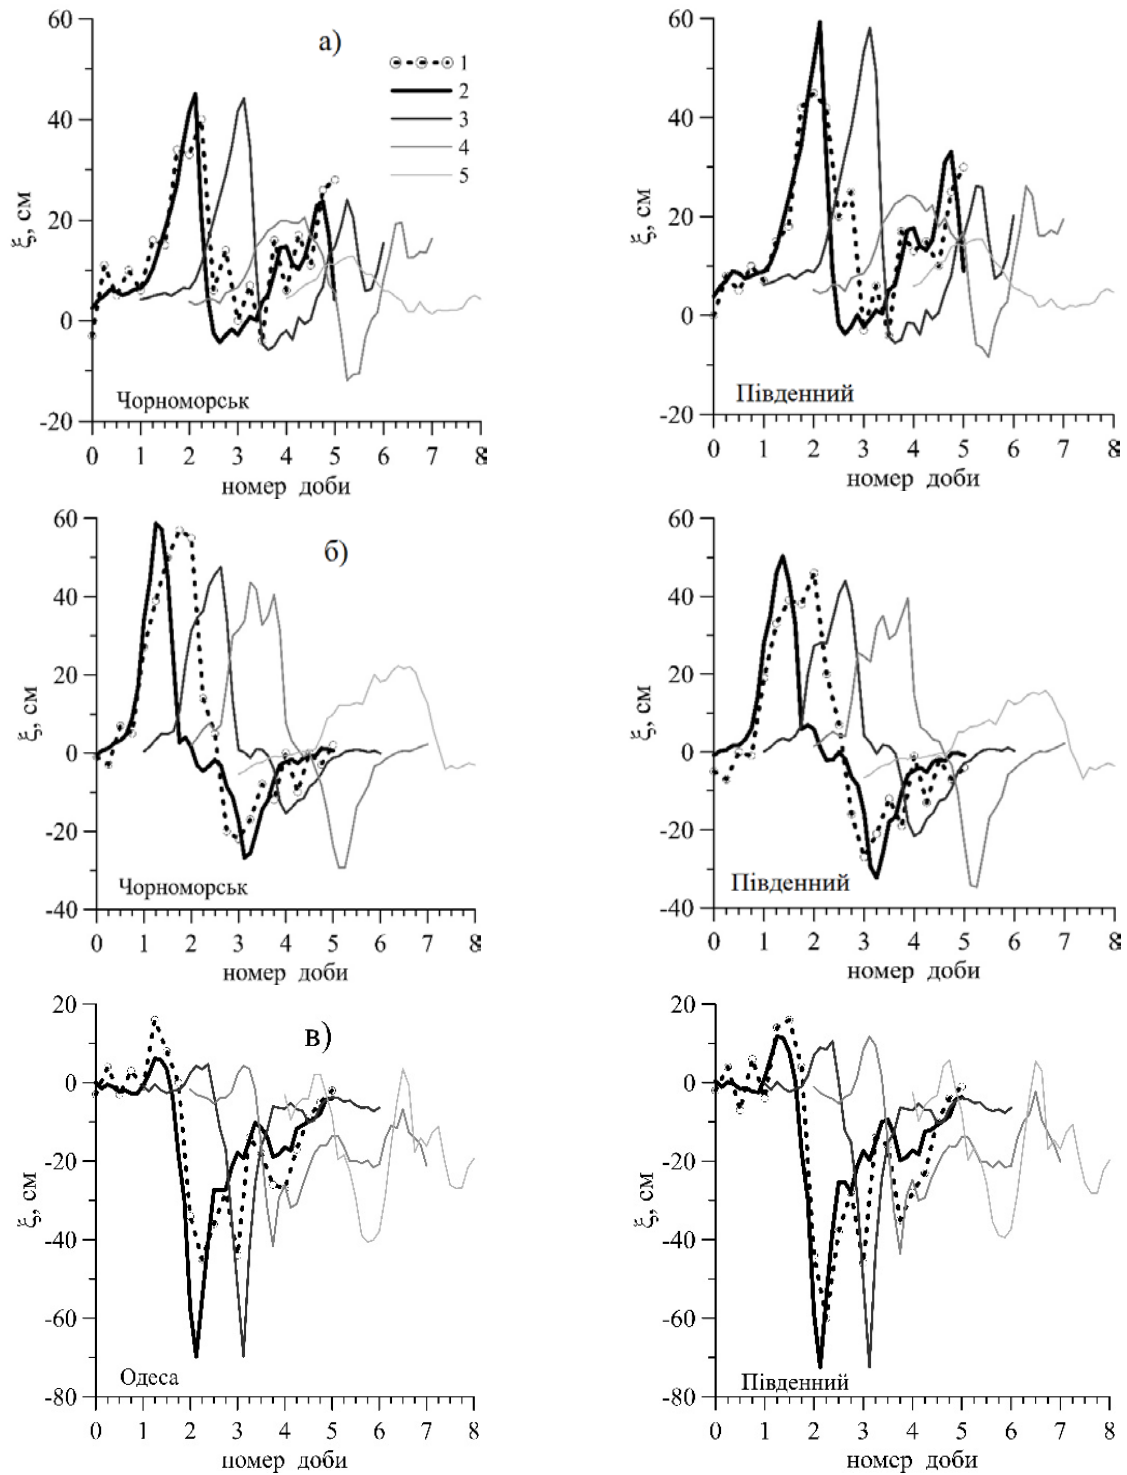 60
40
20
0
-20
ξ, см
а)
1
2
3
4
5
Чорноморськ
0 1 2 3 4 5 6 7 8
номер доби
60
40
20
0
-20
ξ, см
Південний
0 1 2 3 4 5 6 7 8
номер доби
60
40
20
0
-20
-40
ξ, см
б)
Чорноморськ
0 1 2 3 4 5 6 7 8
номер доби
60
40
20
0
-20
-40
ξ, см
Південний
0 1 2 3 4 5 6 7 8
номер доби
20
0
-20
-40
-60
-80
ξ, см
в)
Одеса
0 1 2 3 4 5 6 7 8
номер доби
20
0
-20
-40
-60
-80
ξ, см
Південний
0 1 2 3 4 5 6 7 8
номер доби